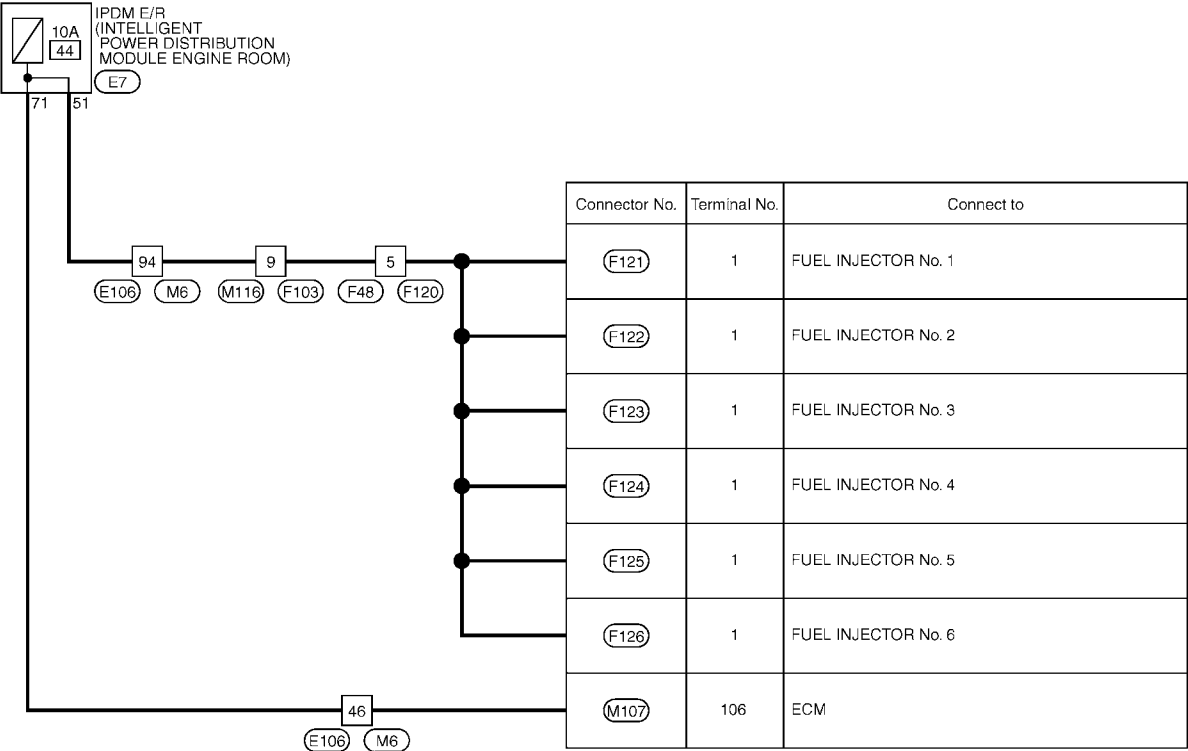 IPDM E/R
(INTELLIGENT
POWER DISTRIBUTION
MODULE ENGINE ROOM)
10A
44
E7
71 51
Connector No. Terminal No. Connect to
94 9 5
E106 M6 M116 F103 F48 F120
F121 1 FUEL INJECTOR No. 1
F122 1 FUEL INJECTOR No. 2
F123 1 FUEL INJECTOR No. 3
F124 1 FUEL INJECTOR No. 4
F125 1 FUEL INJECTOR No. 5
F126 1 FUEL INJECTOR No. 6
46
E106 M6
M107 106 ECM